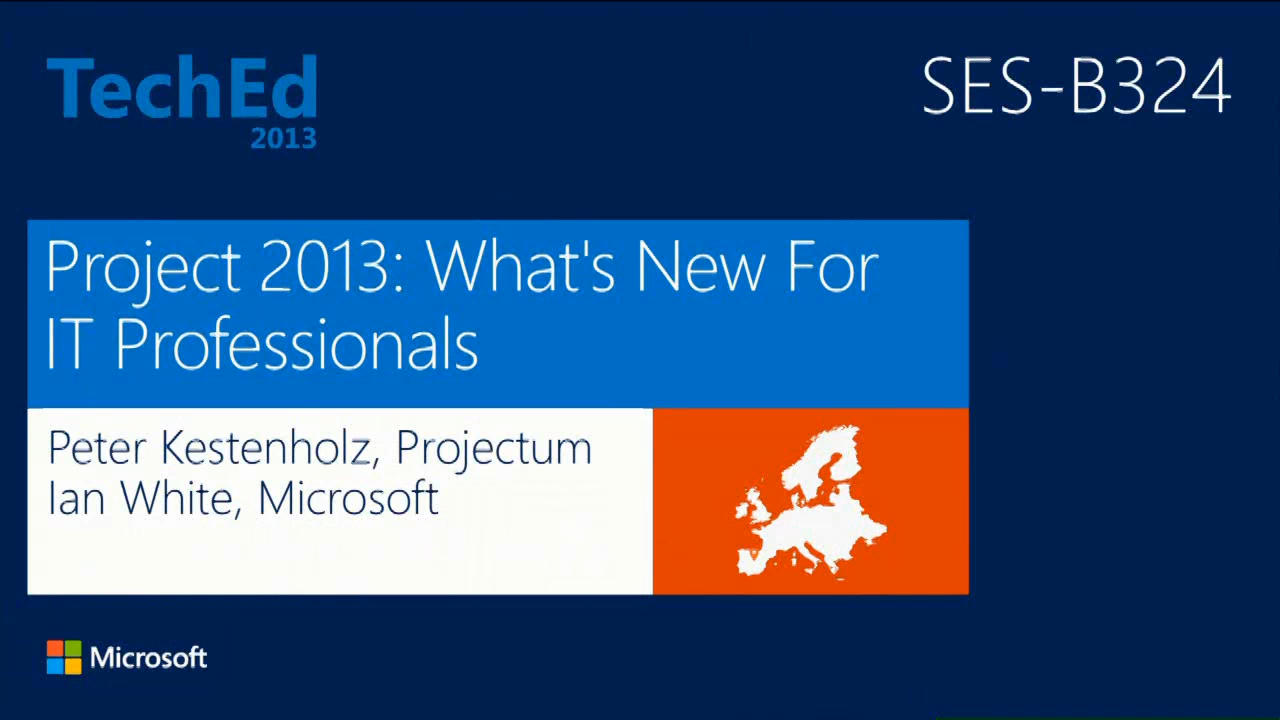 TechEd
2013
SES-B324
Project 2013: What's New For
IT Professionals
Peter Kestenholz, Projectum
Ian White, Microsoft
Microsoft